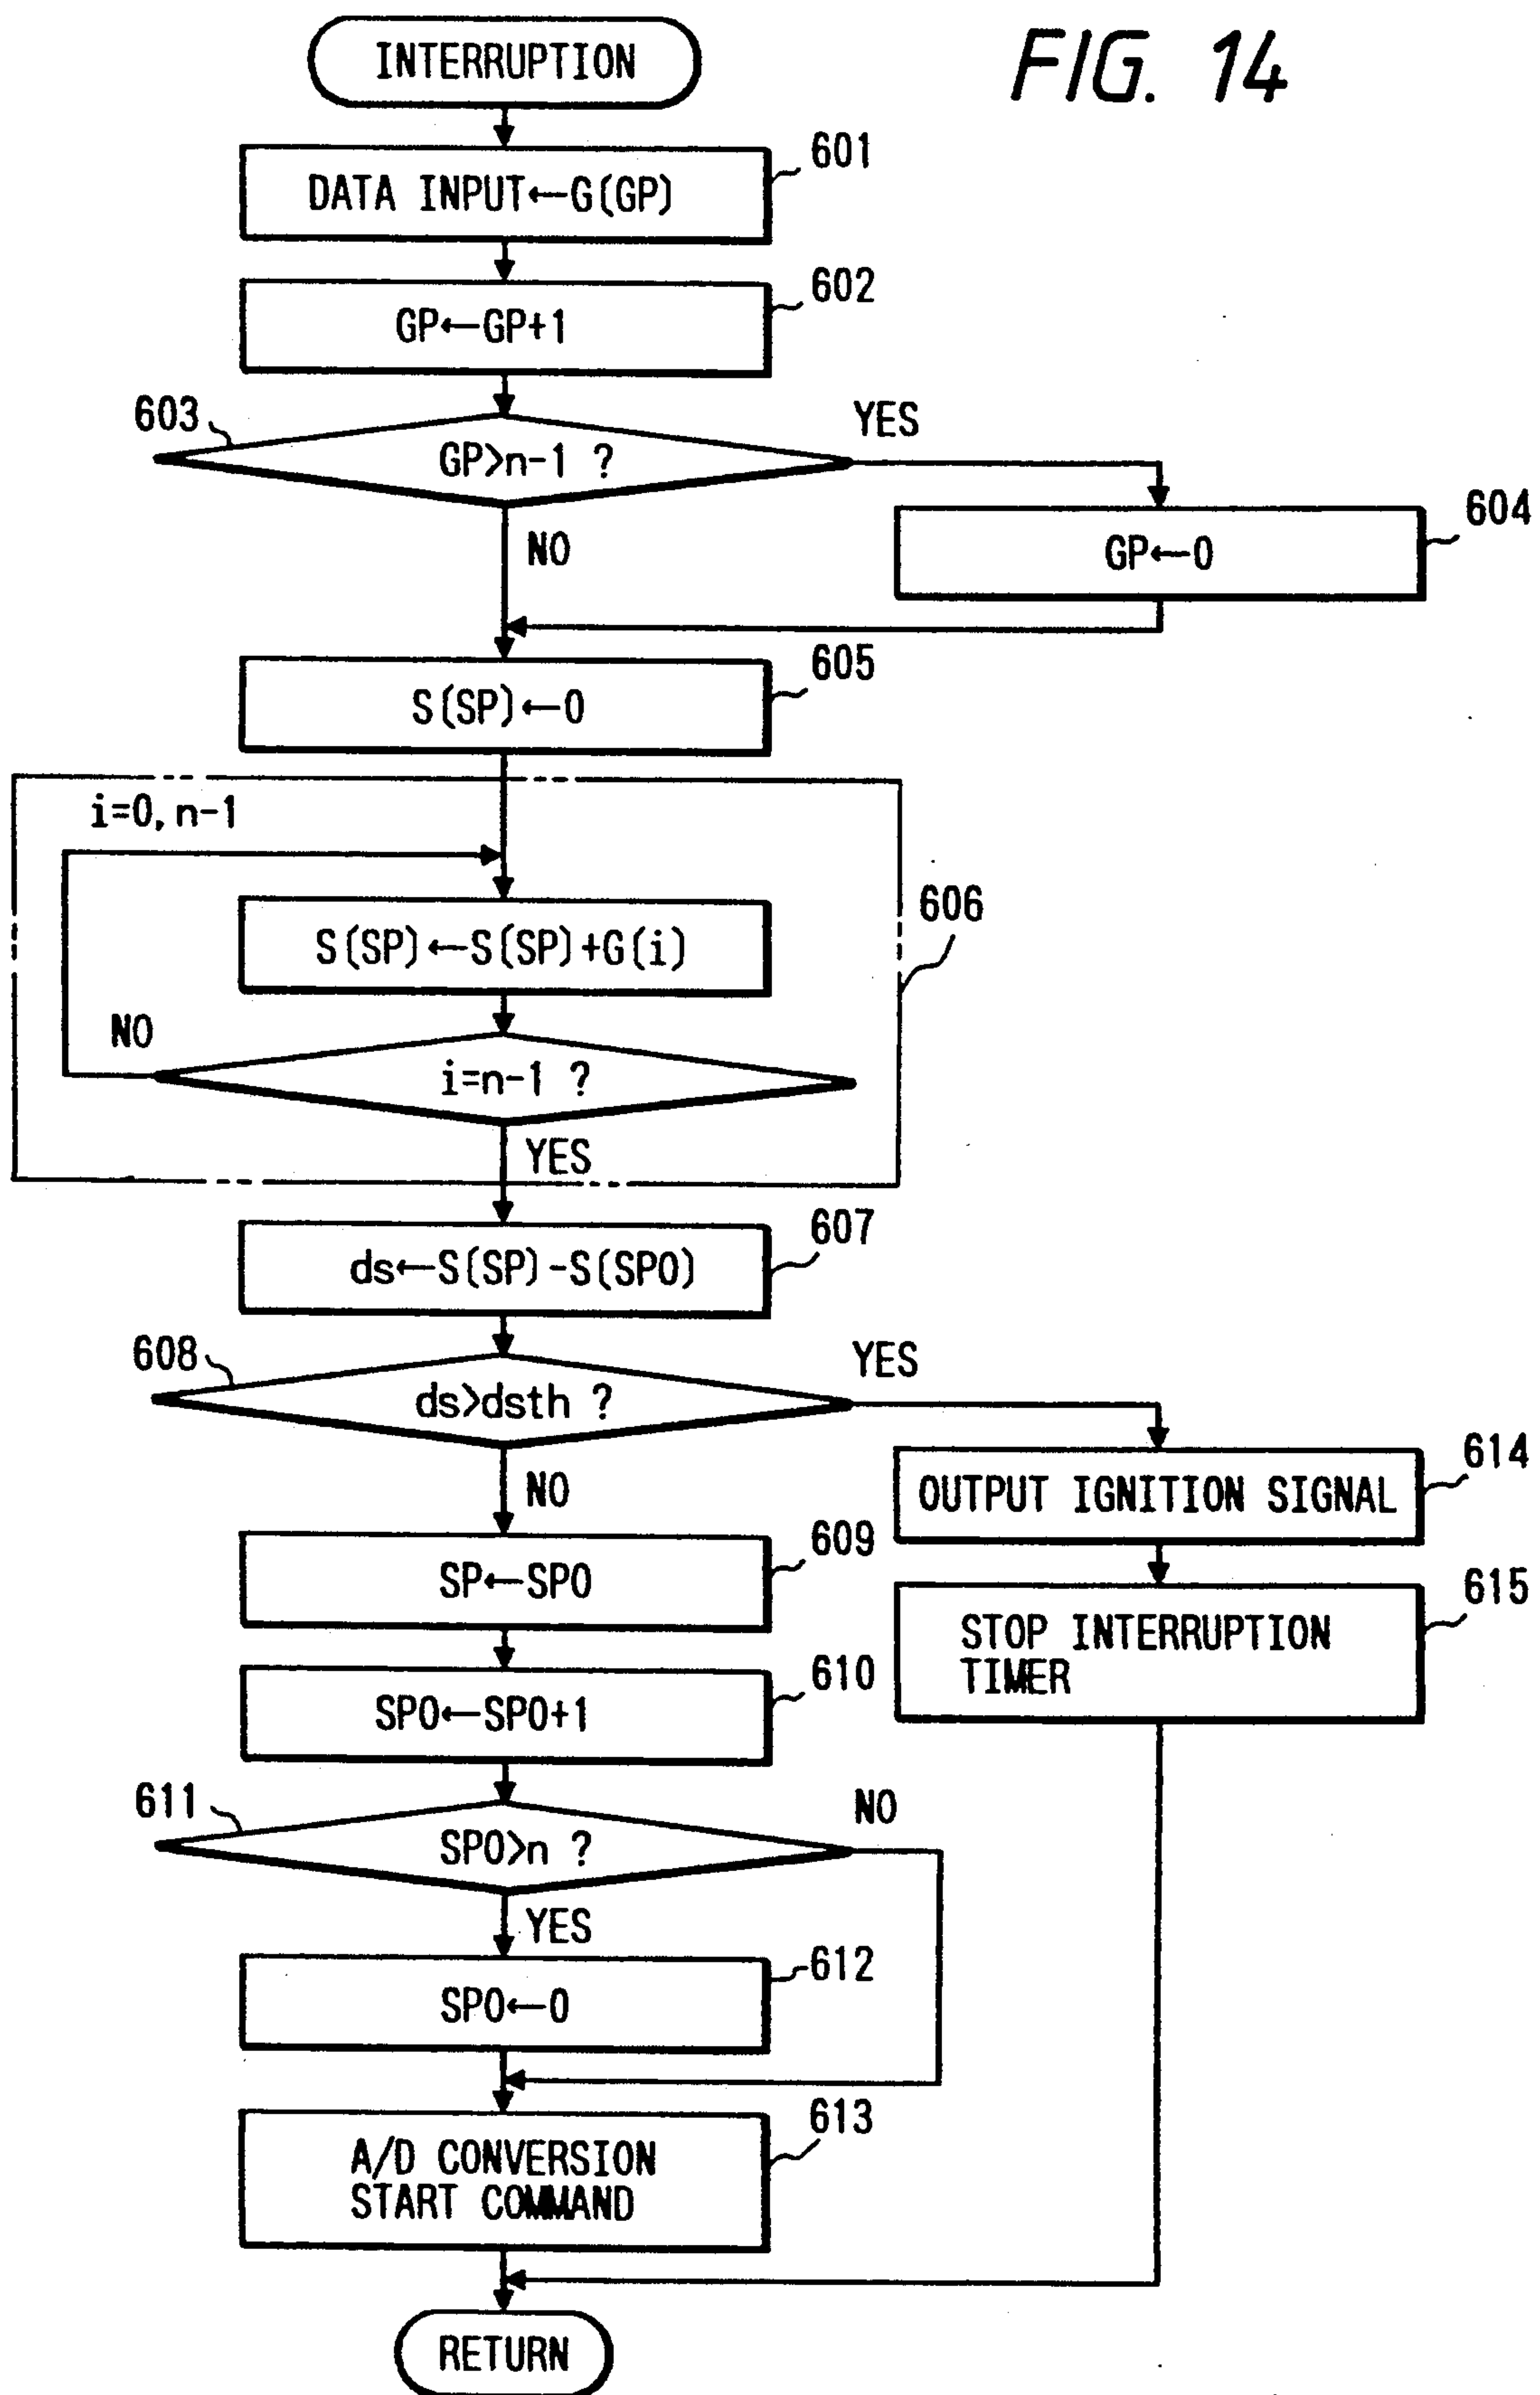 FIG. 14
INTERRUPTION
601
DATA INPUT←G(GP)
602
GP←GP+1
603
GP>n-1 ?
YES
NO
604
GP←0
605
S(SP)←0
i=0, n-1
606
S(SP)←S(SP)+G(i)
NO
i=n-1 ?
YES
607
ds←S(SP)-S(SP0)
608
ds>dsth ?
YES
NO
614
OUTPUT IGNITION SIGNAL
609
SP←SP0
615
STOP INTERRUPTION
TIMER
610
SP0←SP0+1
611
SP0>n ?
NO
YES
612
SP0←0
613
A/D CONVERSION
START COMMAND
RETURN